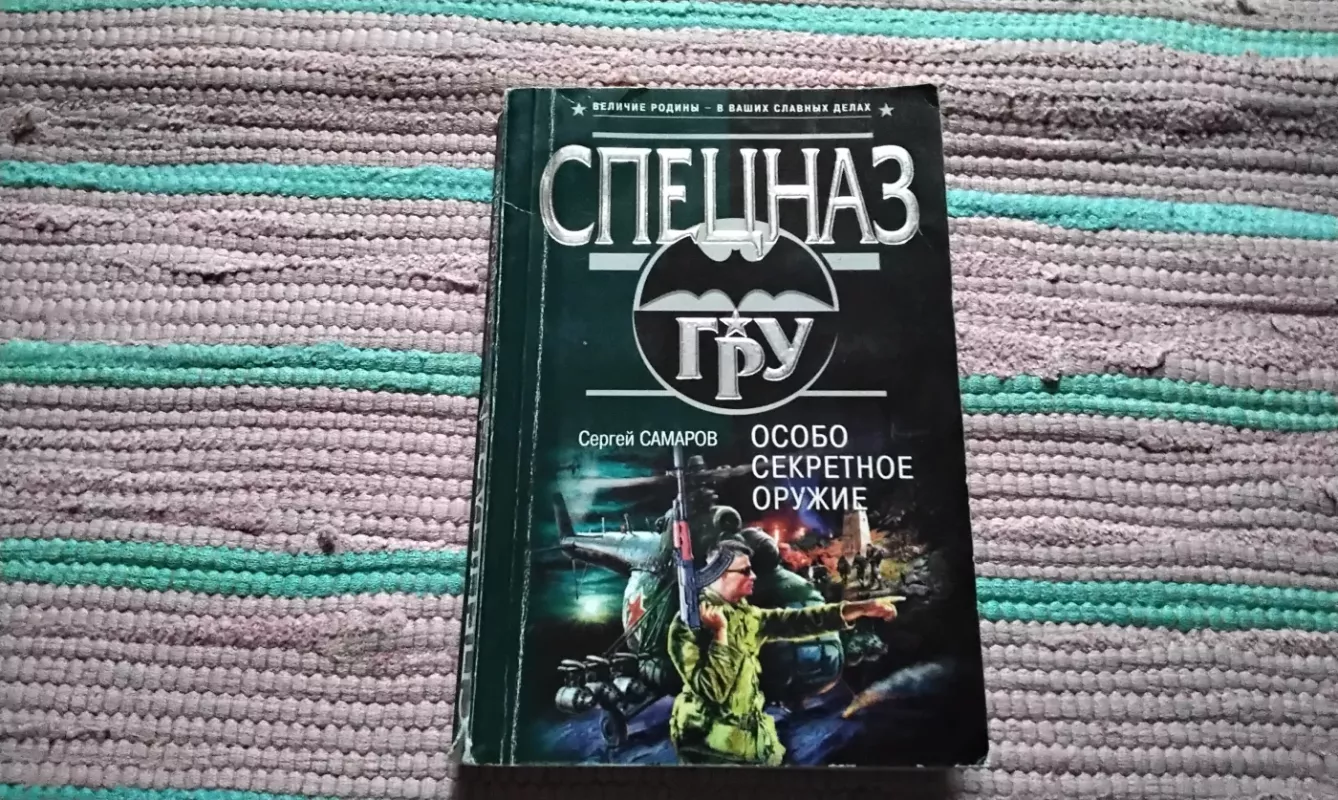 ВЕЛИЧИЕ РОДИНЫ – В ВАШИХ СЛАВНЫХ ДЕЛАХ
СПЕЦНАЗ
ГРУ
Сергей САМАРОВ
ОСОБО
СЕКРЕТНОЕ
ОРУЖИЕ